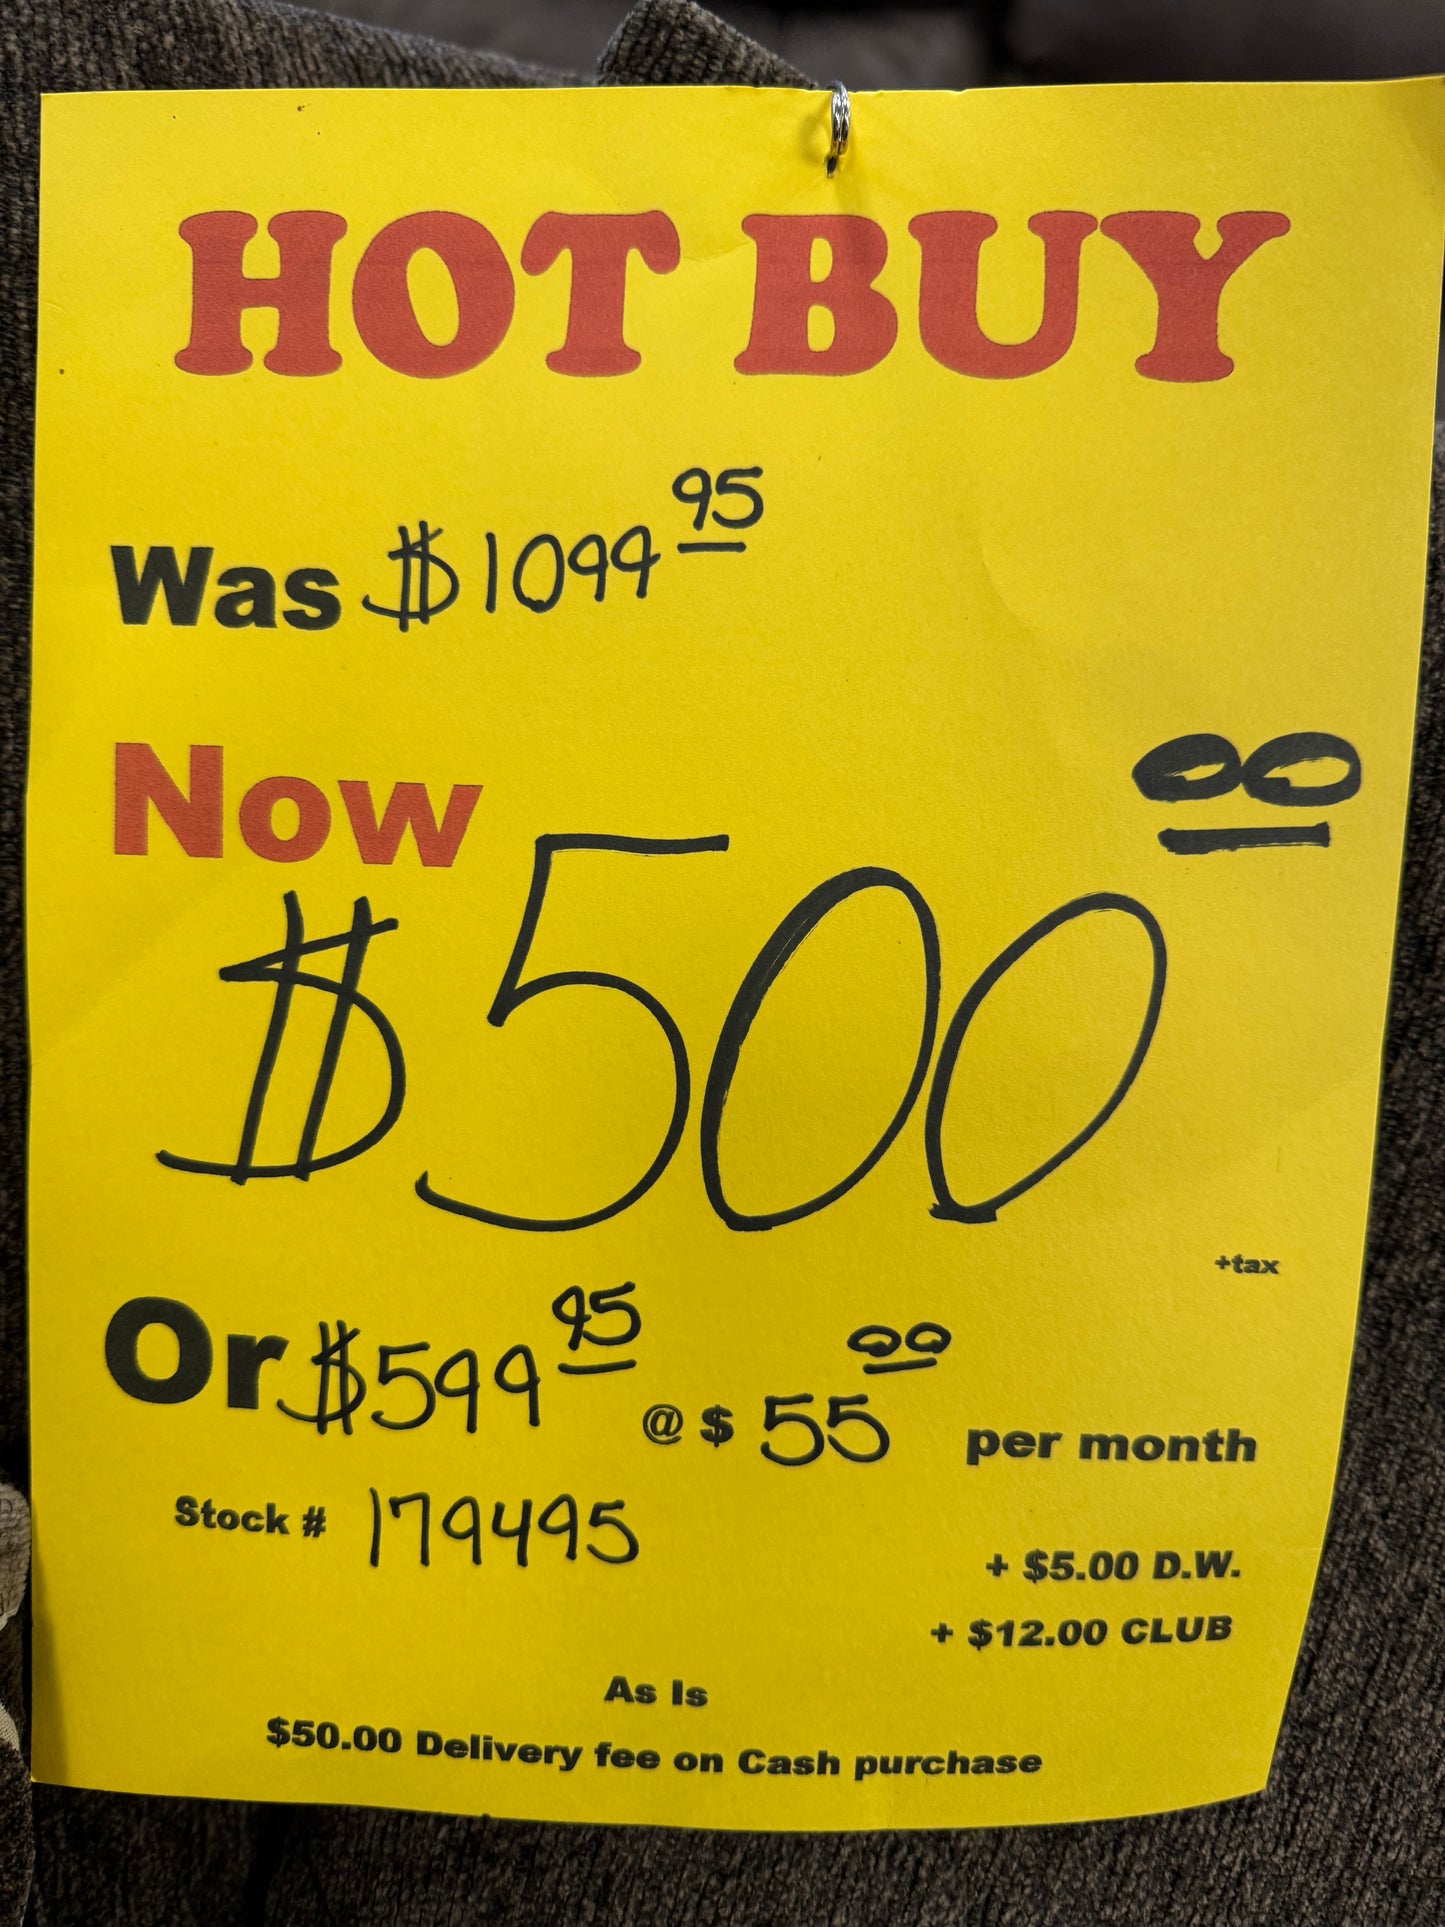 HOT BUY
Was $1099 95
Now
$500 00
+tax
Or $599 95 @ $ 55 00 per month
Stock # 179495
+ $5.00 D.W.
+ $12.00 CLUB
As Is
$50.00 Delivery fee on Cash purchase